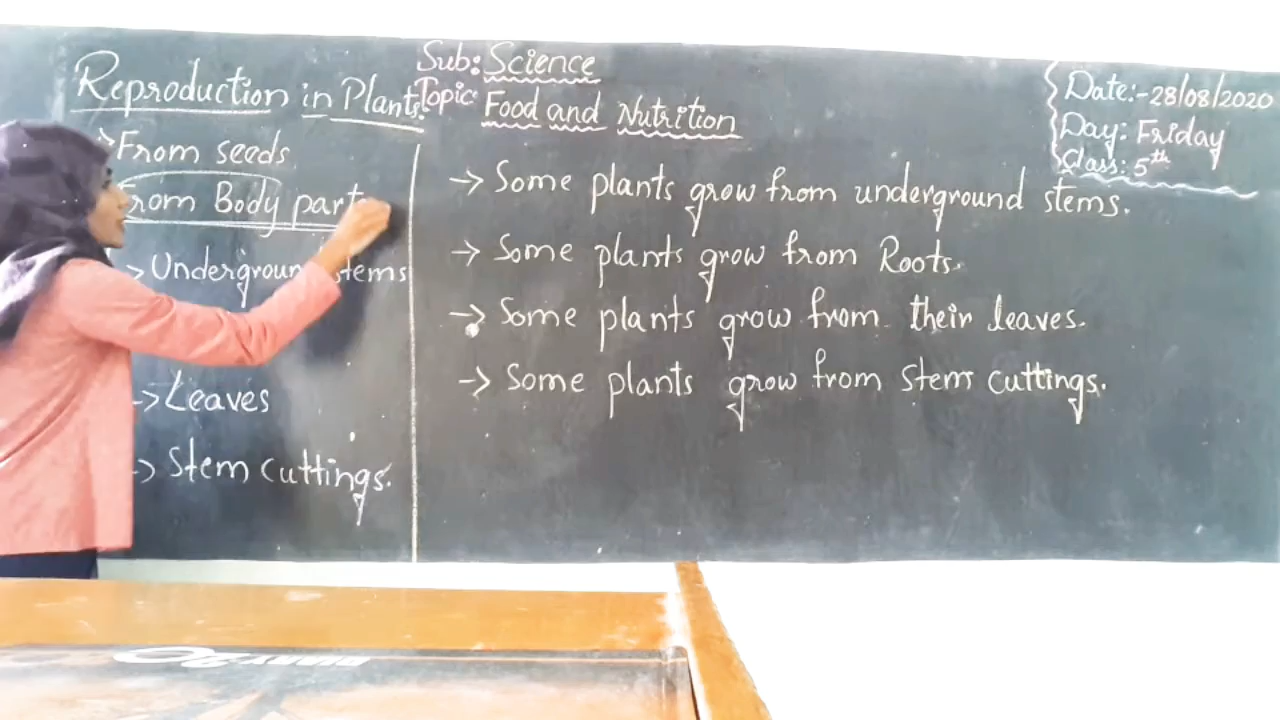 Reproduction in Plants.
From seeds
From Body part
Underground stems
Leaves
Stem cuttings.
Sub: Science
Topic: Food and Nutrition
→ Some plants grow from underground stems.
→ Some plants grow from Roots.
→ Some plants grow from their leaves.
→ Some plants grow from stem cuttings.
Date:-28/08/2020
Day: Friday
Class: 5th